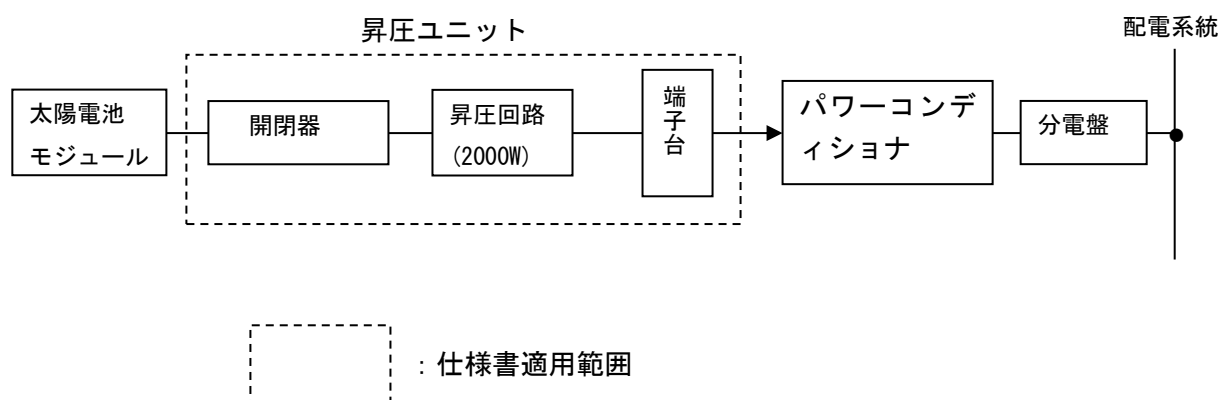 昇圧ユニット
配電系統
太陽電池
モジュール
開閉器
昇圧回路
(2000W)
端子台
パワーコンデ
ィショナ
分電盤
：仕様書適用範囲